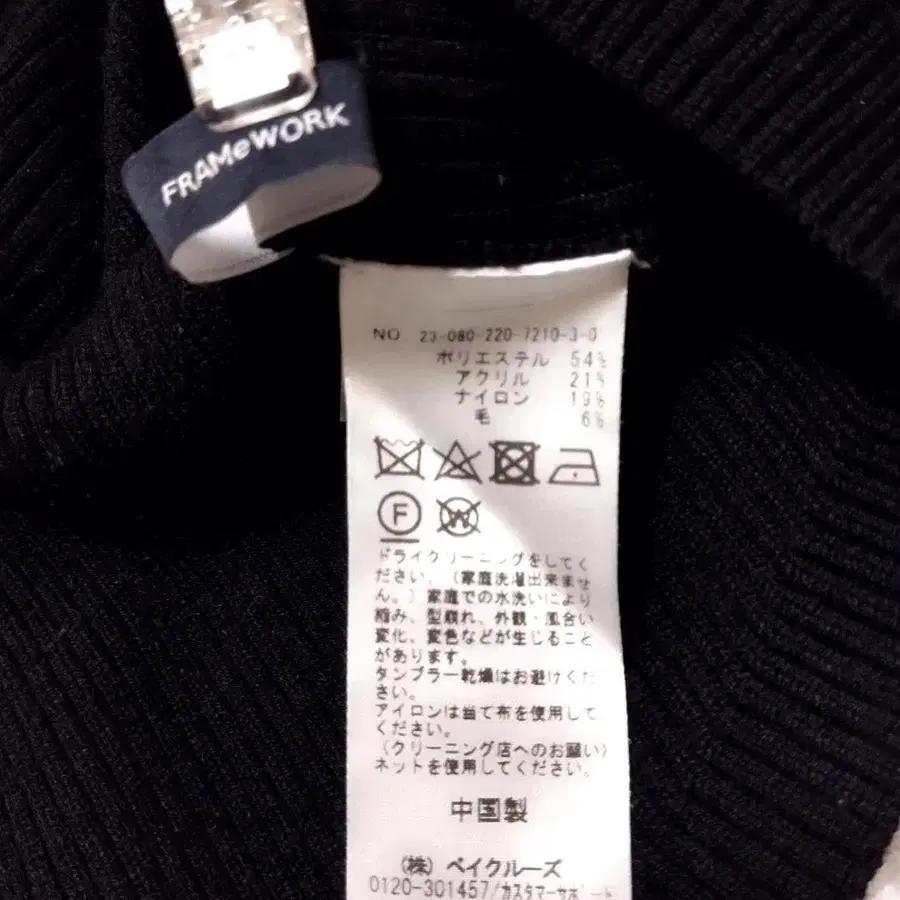 FRAMeWORK
NO 23-080-220-7210-3-0
ポリエステル 54%
アクリル 21%
ナイロン 19%
毛 6%
F
W
ドライクリーニングをしてく
ださい。（家庭洗濯出来ませ
ん。）家庭での水洗いにより
縮み、型崩れ、外観・風合い
変化、変色などが生じること
があります。
タンブラー乾燥はお避けくだ
さい。
アイロンは当て布を使用して
ください。
（クリーニング店へのお願い）
ネットを使用してください。
中国製
（株）ベイクルーズ
0120-301457/カスタマーサポート